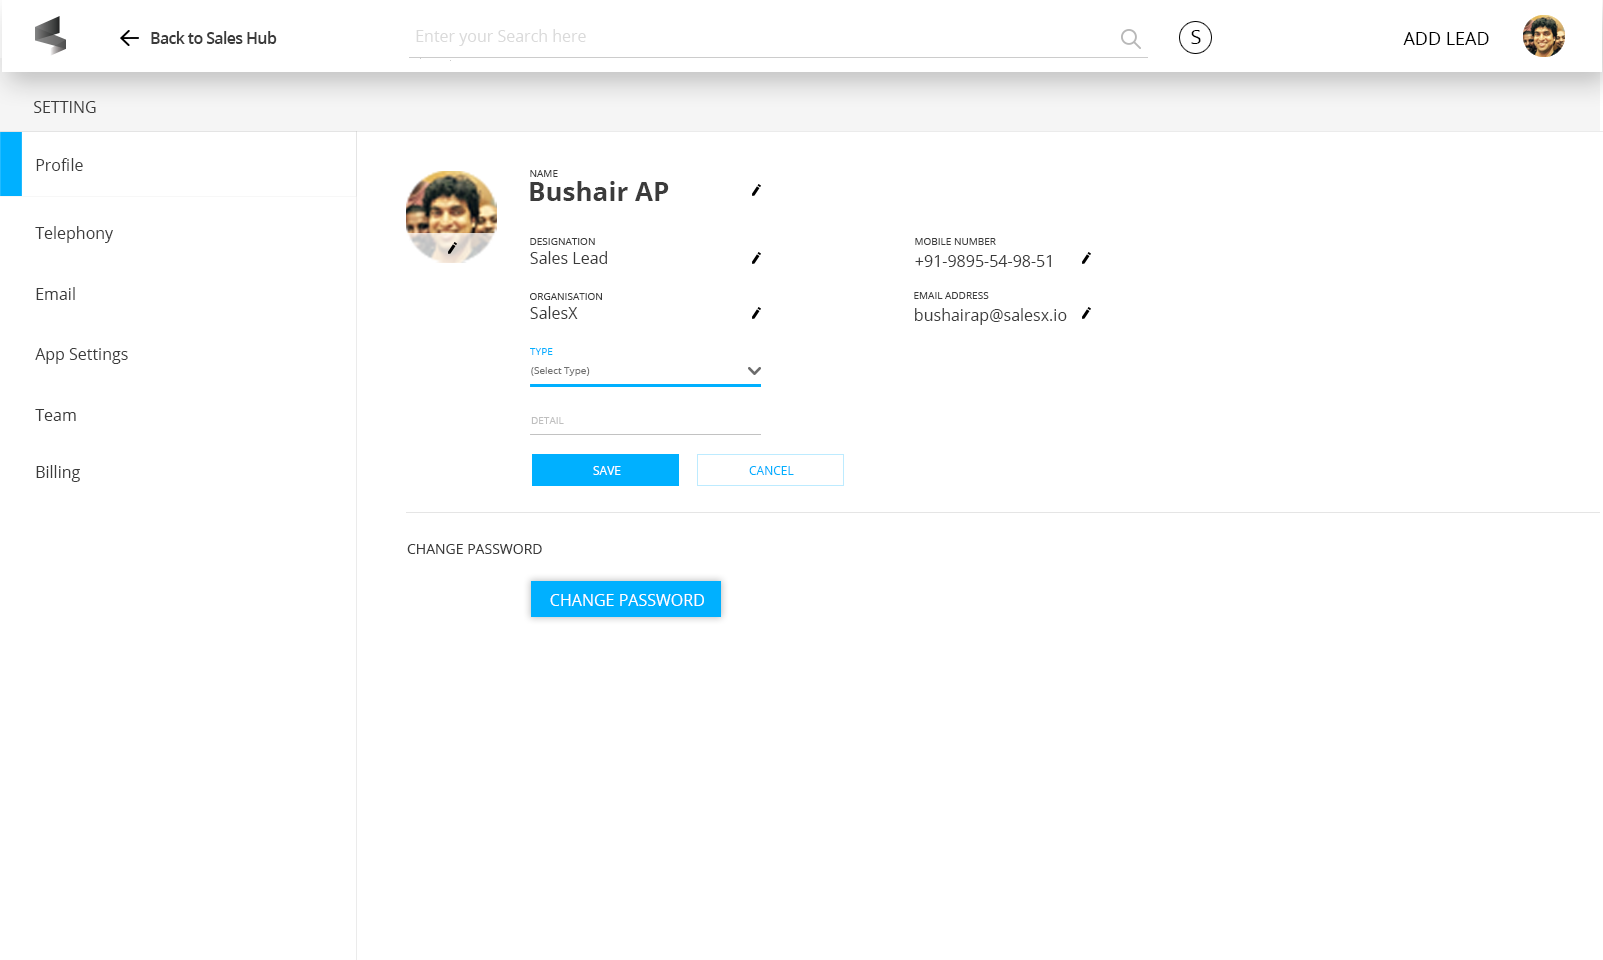 Back to Sales Hub
Enter your Search here
S
ADD LEAD
SETTING
Profile
Telephony
Email
App Settings
Team
Billing
NAME
Bushair AP
DESIGNATION
Sales Lead
MOBILE NUMBER
+91-9895-54-98-51
ORGANISATION
SalesX
EMAIL ADDRESS
bushairap@salesx.io
TYPE
(Select Type)
DETAIL
SAVE
CANCEL
CHANGE PASSWORD
CHANGE PASSWORD